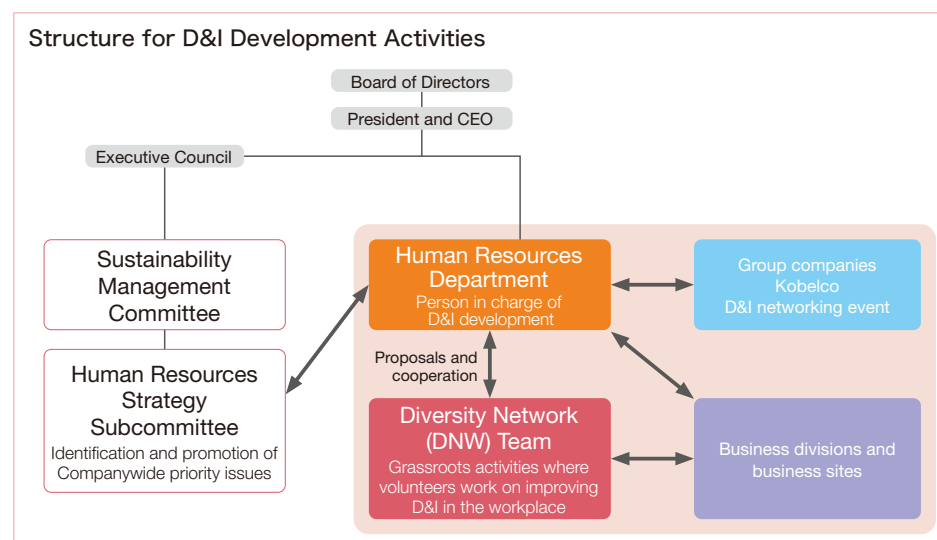 Structure for D&I Development Activities
Board of Directors
President and CEO
Executive Council
Sustainability
Management
Committee
Human Resources
Strategy
Subcommittee
Identification and promotion of
Companywide priority issues
Human Resources
Department
Person in charge of
D&I development
Group companies
Kobelco
D&I networking event
Proposals and
cooperation
Diversity Network
(DNW) Team
Grassroots activities where
volunteers work on improving
D&I in the workplace
Business divisions and
business sites